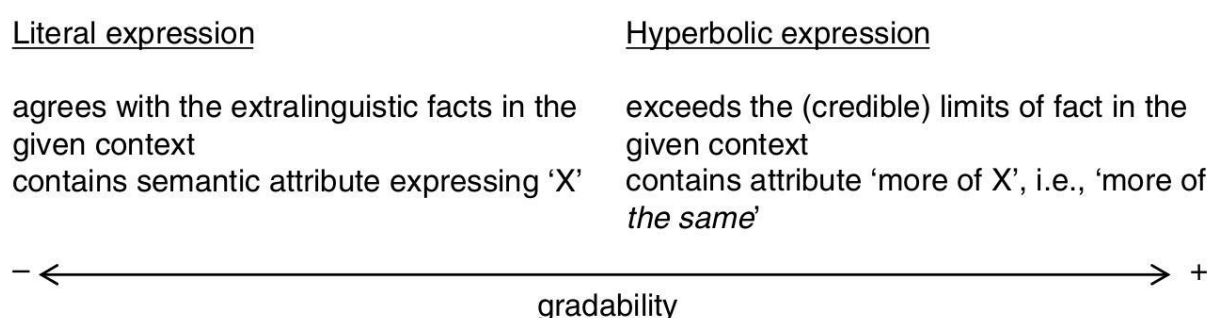 Literal expression
agrees with the extralinguistic facts in the
given context
contains semantic attribute expressing ‘X’
Hyperbolic expression
exceeds the (credible) limits of fact in the
given context
contains attribute ‘more of X’, i.e., ‘more of
the same’
– +
gradability